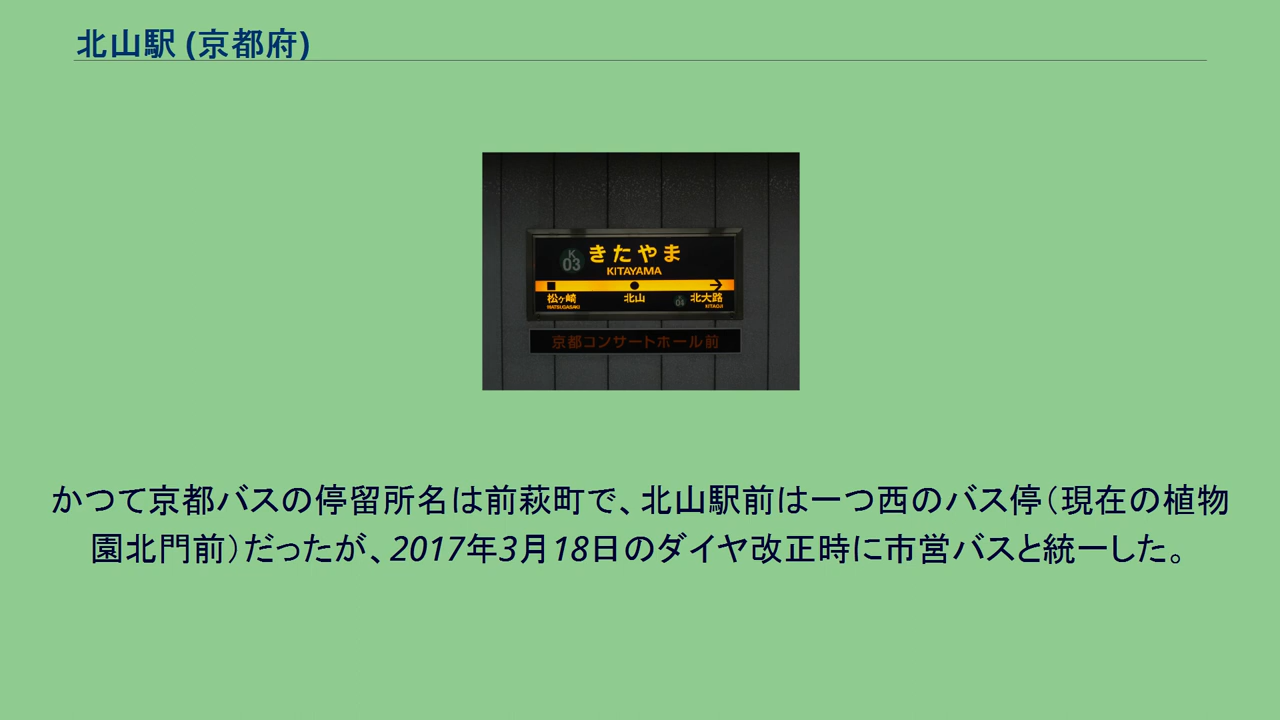 北山駅 (京都府)
K
03
きたやま
KITAYAMA
松ヶ崎 北山 北大路
MATSUGASAKI KITAOJI
京都コンサートホール前
かつて京都バスの停留所名は前萩町で、北山駅前は一つ西のバス停（現在の植物
園北門前）だったが、2017年3月18日のダイヤ改正時に市営バスと統一した。